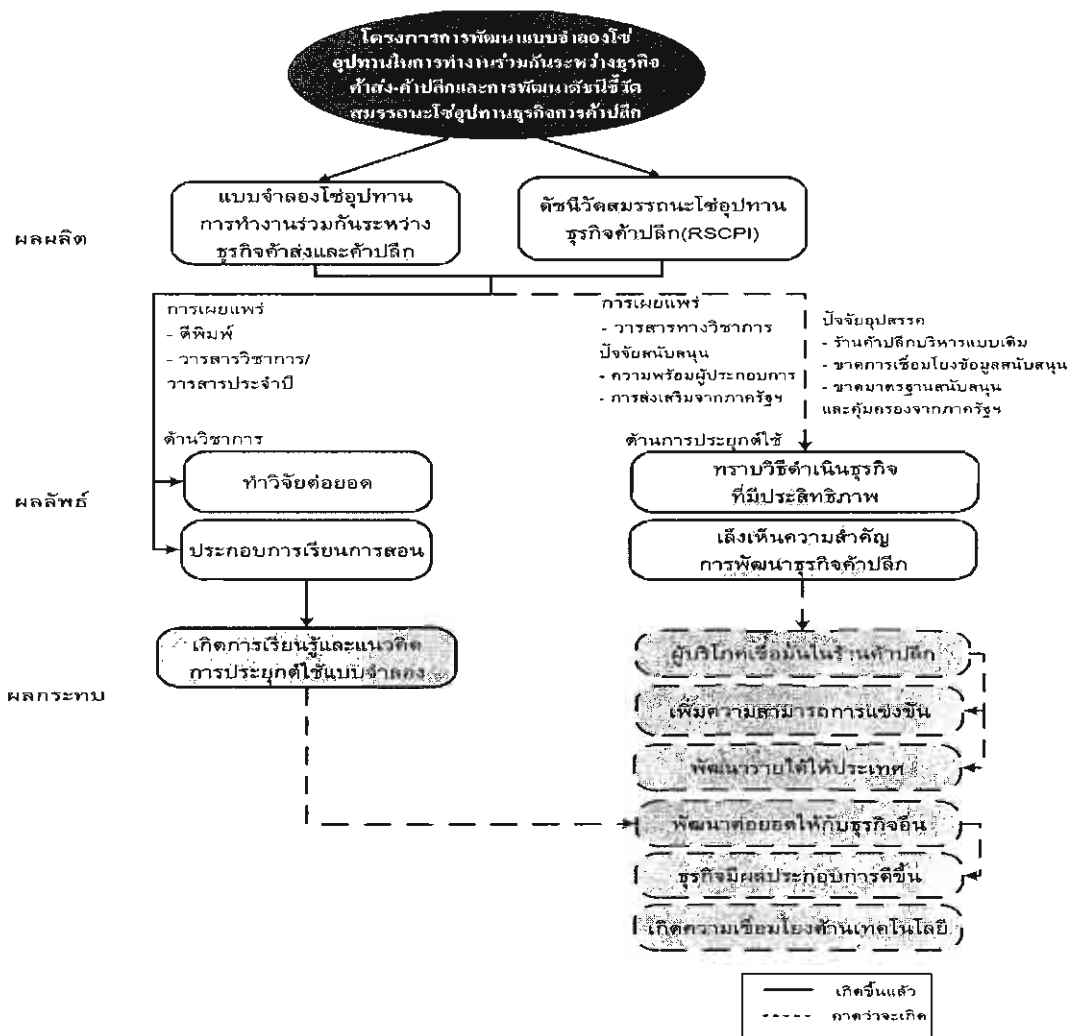 โครงการการพัฒนาแบบจำลองโซ่
อุปทานในการทำงานร่วมกันระหว่างธุรกิจ
ค้าส่ง-ค้าปลีกและการพัฒนาดัชนีชี้วัด
สมรรถนะโซ่อุปทานธุรกิจการค้าปลีก
ผลผลิต
แบบจำลองโซ่อุปทาน
การทำงานร่วมกันระหว่าง
ธุรกิจค้าส่งและค้าปลีก
ดัชนีวัดสมรรถนะโซ่อุปทาน
ธุรกิจค้าปลีก(RSCPI)
การเผยแพร่
- ตีพิมพ์
- วารสารวิชาการ/
วารสารประจำปี
การเผยแพร่
- วารสารทางวิชาการ
ปัจจัยสนับสนุน
- ความพร้อมผู้ประกอบการ
- การส่งเสริมจากภาครัฐฯ
ปัจจัยอุปสรรค
- ร้านค้าปลีกบริหารแบบเดิม
- ขาดการเชื่อมโยงข้อมูลสนับสนุน
- ขาดมาตรฐานสนับสนุน
และคุ้มครองจากภาครัฐฯ
ผลลัพธ์
ด้านวิชาการ
ทำวิจัยต่อยอด
ประกอบการเรียนการสอน
ด้านการประยุกต์ใช้
ทราบวิธีดำเนินธุรกิจ
ที่มีประสิทธิภาพ
เล็งเห็นความสำคัญ
การพัฒนาธุรกิจค้าปลีก
ผลกระทบ
เกิดการเรียนรู้และแนวคิด
การประยุกต์ใช้แบบจำลอง
ผู้บริโภคเชื่อมั่นในร้านค้าปลีก
เพิ่มความสามารถการแข่งขัน
พัฒนารายได้ให้ประเทศ
พัฒนาต่อยอดให้กับธุรกิจอื่น
ธุรกิจมีผลประกอบการดีขึ้น
เกิดความเชื่อมโยงด้านเทคโนโลยี
เกิดขึ้นแล้ว
คาดว่าจะเกิด